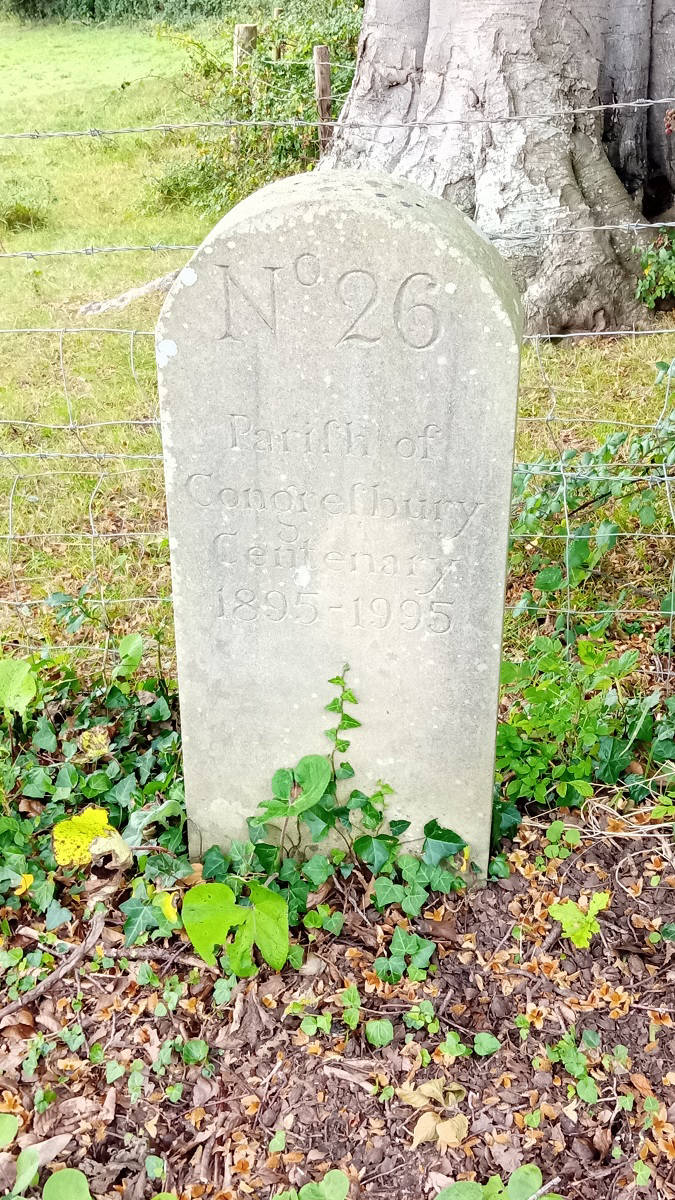 Nº 26
Pariſh of
Congreſbury
Centenary
1895-1995